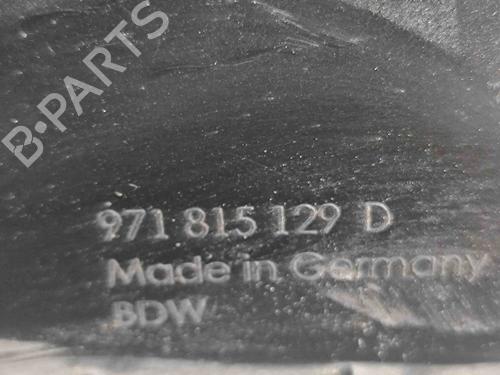 B-PARTS
971 815 129 D
Made in Germany
BDW